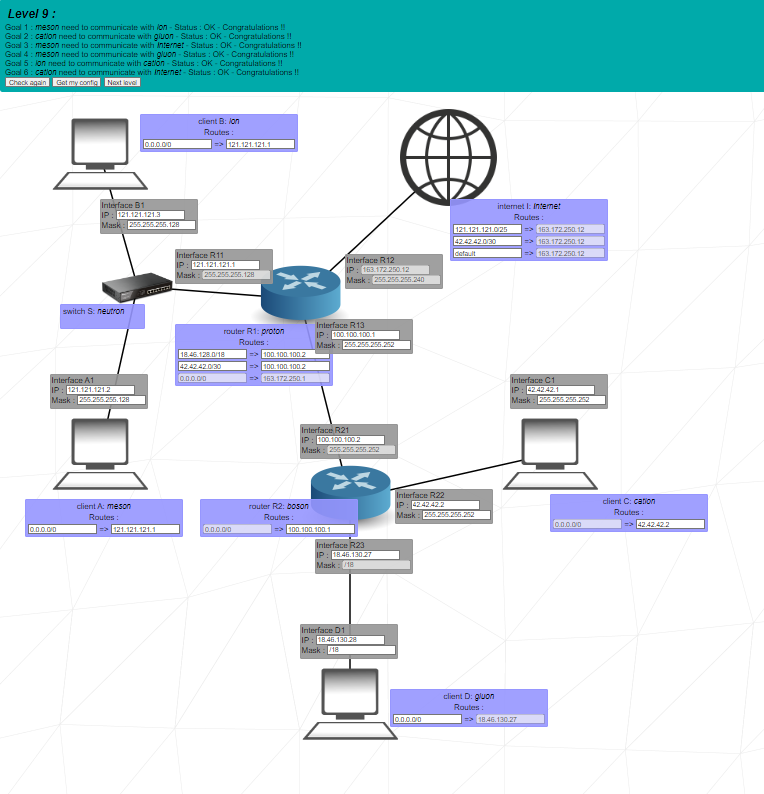 Level 9 :
Goal 1 : meson need to communicate with ion - Status : OK - Congratulations !!
Goal 2 : cation need to communicate with gluon - Status : OK - Congratulations !!
Goal 3 : meson need to communicate with Internet - Status : OK - Congratulations !!
Goal 4 : meson need to communicate with gluon - Status : OK - Congratulations !!
Goal 5 : ion need to communicate with cation - Status : OK - Congratulations !!
Goal 6 : cation need to communicate with Internet - Status : OK - Congratulations !!
Check again Get my config Next level
client B: ion
Routes :
0.0.0.0/0 => 121.121.121.1
Interface B1
IP : 121.121.121.3
Mask : 255.255.255.128
internet I: Internet
Routes :
121.121.121.0/25 => 163.172.250.12
42.42.42.0/30 => 163.172.250.12
default => 163.172.250.12
Interface R11
IP : 121.121.121.1
Mask : 255.255.255.128
Interface R12
IP : 163.172.250.12
Mask : 255.255.255.240
switch S: neutron
Interface R13
IP : 100.100.100.1
Mask : 255.255.255.252
router R1: proton
Routes :
18.46.128.0/18 => 100.100.100.2
42.42.42.0/30 => 100.100.100.2
0.0.0.0/0 => 163.172.250.1
Interface A1
IP : 121.121.121.2
Mask : 255.255.255.128
Interface C1
IP : 42.42.42.1
Mask : 255.255.255.252
Interface R21
IP : 100.100.100.2
Mask : 255.255.255.252
Interface R22
IP : 42.42.42.2
Mask : 255.255.255.252
client A: meson
Routes :
0.0.0.0/0 => 121.121.121.1
router R2: boson
Routes :
0.0.0.0/0 => 100.100.100.1
client C: cation
Routes :
0.0.0.0/0 => 42.42.42.2
Interface R23
IP : 18.46.130.27
Mask : /18
Interface D1
IP : 18.46.130.28
Mask : /18
client D: gluon
Routes :
0.0.0.0/0 => 18.46.130.27